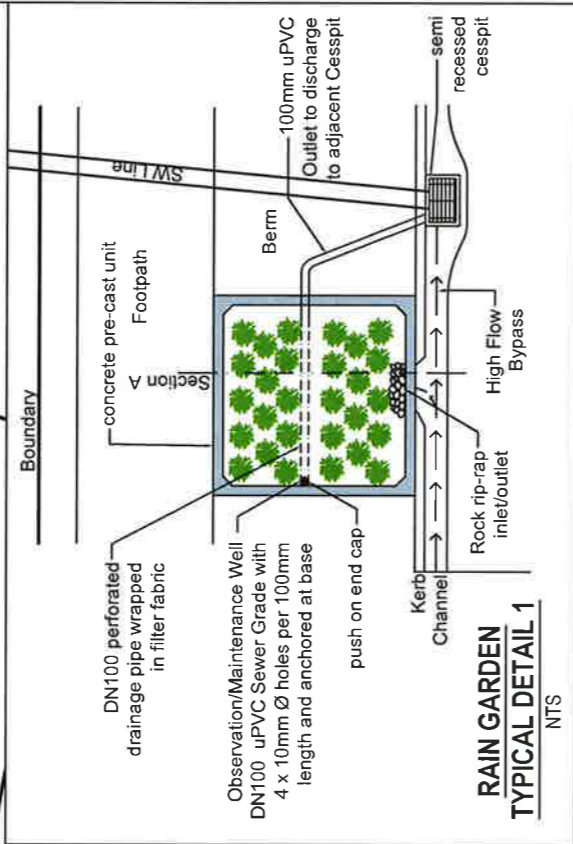 Boundary
concrete pre-cast unit
Footpath
SW Line
DN100 perforated
drainage pipe wrapped
in filter fabric
Section A
Berm
100mm uPVC
Outlet to discharge
to adjacent Cesspit
Observation/Maintenance Well
DN100 uPVC Sewer Grade with
4 x 10mm Ø holes per 100mm
length and anchored at base
push on end cap
semi
recessed
cesspit
Kerb
Channel
Rock rip-rap
inlet/outlet
High Flow
Bypass
RAIN GARDEN
TYPICAL DETAIL 1
NTS